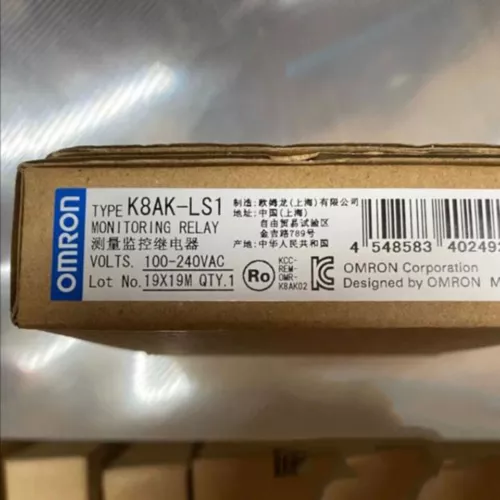 OMRON
TYPE K8AK-LS1
MONITORING RELAY
测量监控继电器
VOLTS. 100-240VAC
Lot No. 19X19M QTY.1
制造: 欧姆龙(上海)有限公司
地址: 中国(上海)
自由贸易试验区
金吉路789号
产地: 中华人民共和国
Ro
KCC-
REM-
OMR-
K8AK02
4 548583 402493
OMRON Corporation
Designed by OMRON